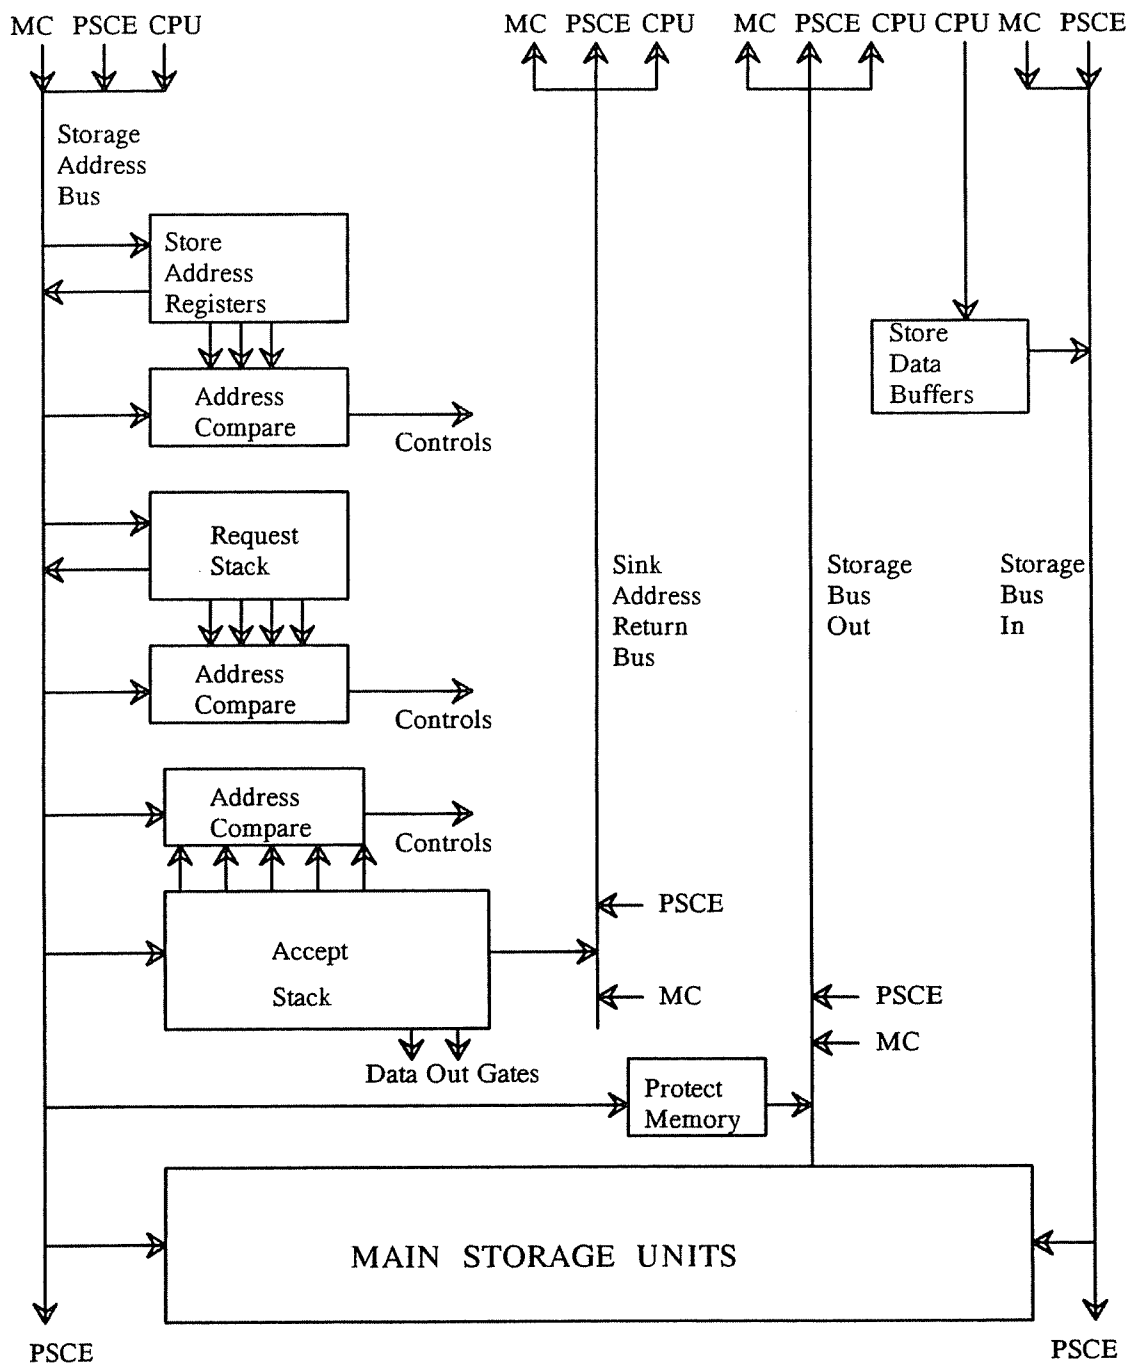 MC PSCE CPU
MC PSCE CPU
MC PSCE CPU CPU MC PSCE
Storage
Address
Bus
Store
Address
Registers
Address
Compare
Controls
Store
Data
Buffers
Request
Stack
Address
Compare
Controls
Sink
Address
Return
Bus
Storage
Bus
Out
Storage
Bus
In
Address
Compare
Controls
Accept
Stack
PSCE
MC
PSCE
MC
Data Out Gates
Protect
Memory
MAIN STORAGE UNITS
PSCE
PSCE